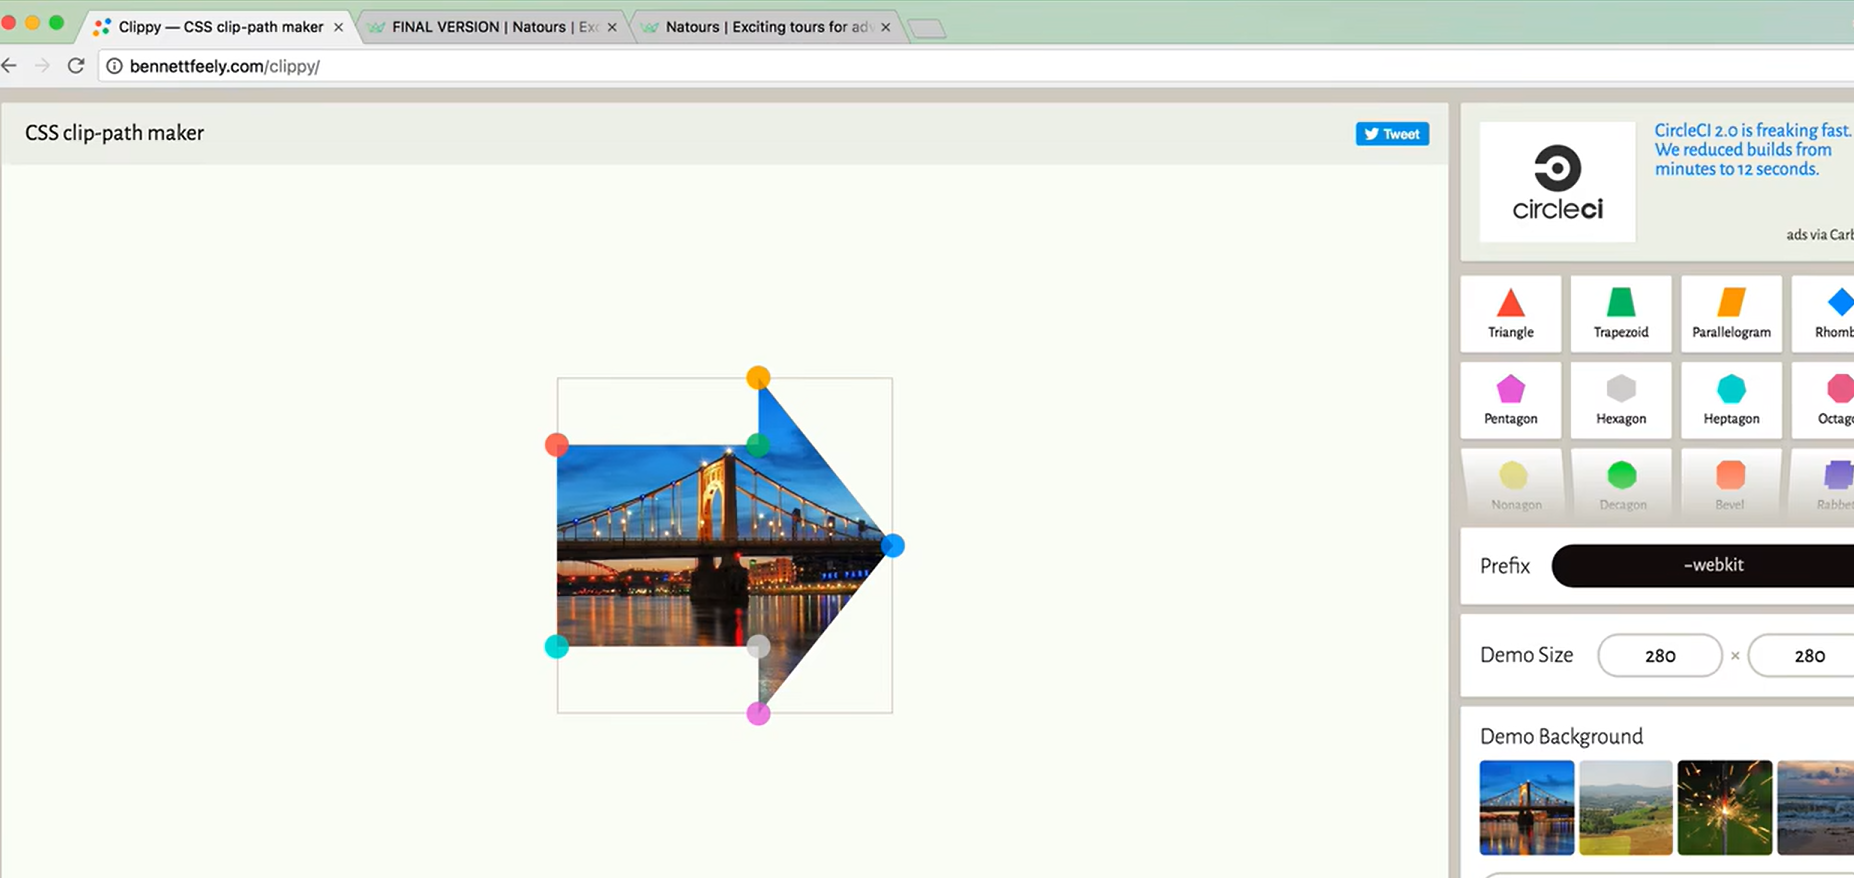 Clippy — CSS clip-path maker
FINAL VERSION | Natours | Exc
Natours | Exciting tours for adv
bennettfeely.com/clippy/
CSS clip-path maker
Tweet
circleci
CircleCI 2.0 is freaking fast.
We reduced builds from
minutes to 12 seconds.
ads via Carb
Triangle
Trapezoid
Parallelogram
Rhomb
Pentagon
Hexagon
Heptagon
Octago
Nonagon
Decagon
Bevel
Rabbet
Prefix
-webkit
Demo Size
280
×
280
Demo Background